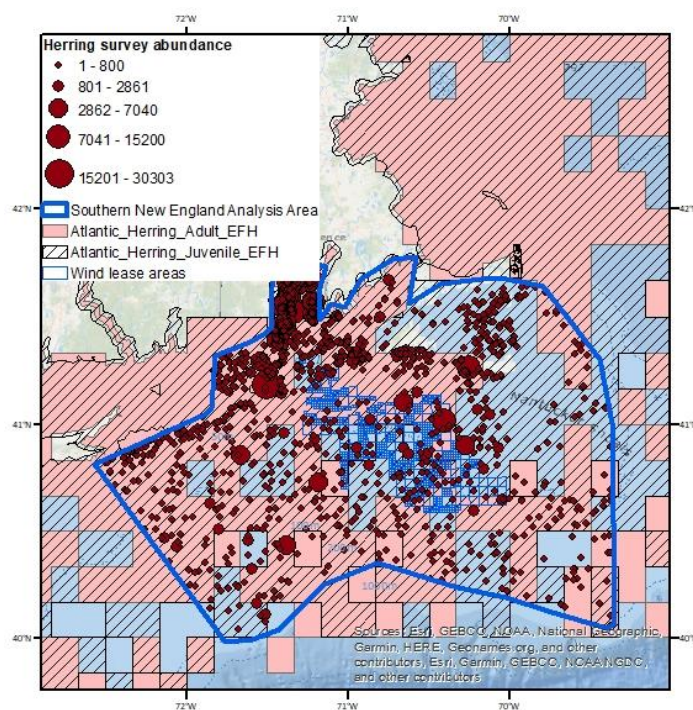 72°W 71°W 70°W
Herring survey abundance
1 - 800
801 - 2861
2862 - 7040
7041 - 15200
15201 - 30303
Southern New England Analysis Area
Atlantic_Herring_Adult_EFH
Atlantic_Herring_Juvenile_EFH
Wind lease areas
42°N 42°N
41°N 41°N
40°N 40°N
Nantucket Shoals
Sources: Esri, GEBCO, NOAA, National Geographic,
Garmin, HERE, Geonames.org, and other
contributors, Esri, Garmin, GEBCO, NOAA NGDC,
and other contributors
72°W 71°W 70°W